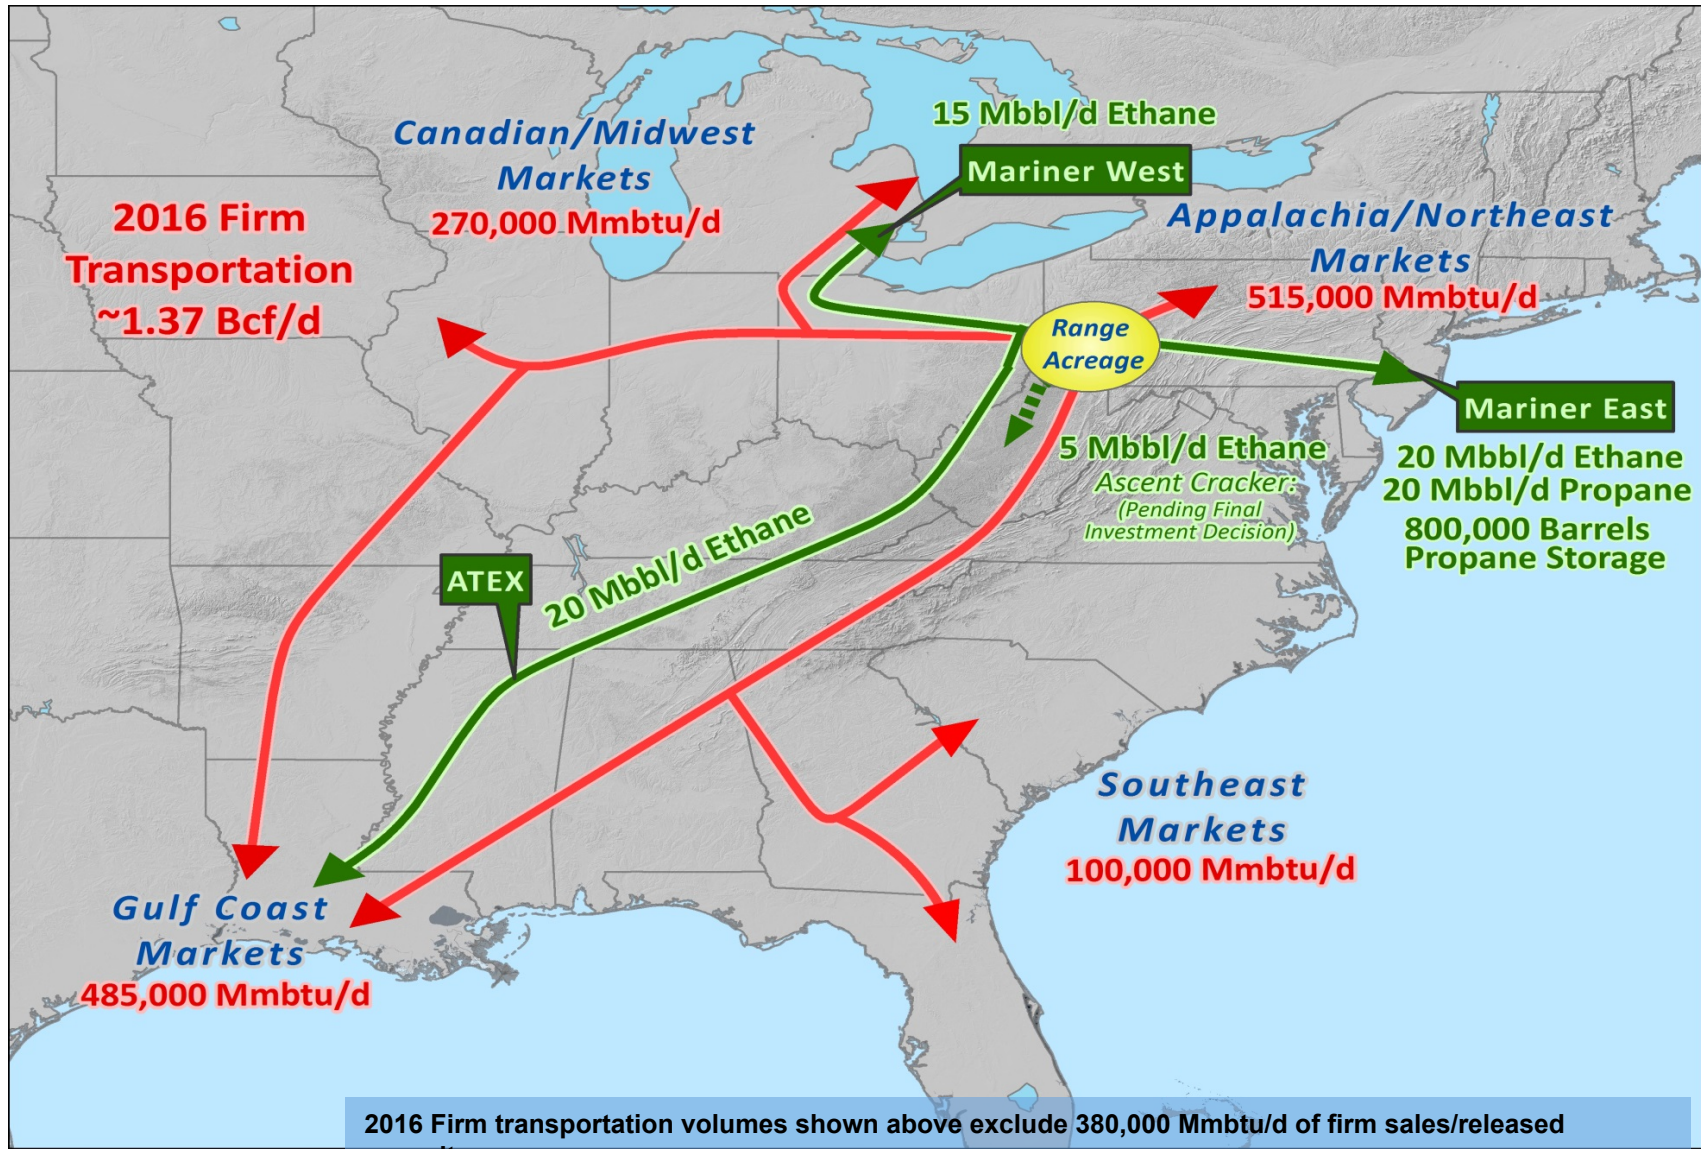 15 Mbbl/d Ethane
Canadian/Midwest
Markets
270,000 Mmbtu/d
Mariner West
2016 Firm
Transportation
~1.37 Bcf/d
Appalachia/Northeast
Markets
515,000 Mmbtu/d
Range
Acreage
Mariner East
20 Mbbl/d Ethane
20 Mbbl/d Propane
800,000 Barrels
Propane Storage
5 Mbbl/d Ethane
Ascent Cracker:
(Pending Final
Investment Decision)
ATEX
20 Mbbl/d Ethane
Southeast
Markets
100,000 Mmbtu/d
Gulf Coast
Markets
485,000 Mmbtu/d
2016 Firm transportation volumes shown above exclude 380,000 Mmbtu/d of firm sales/released